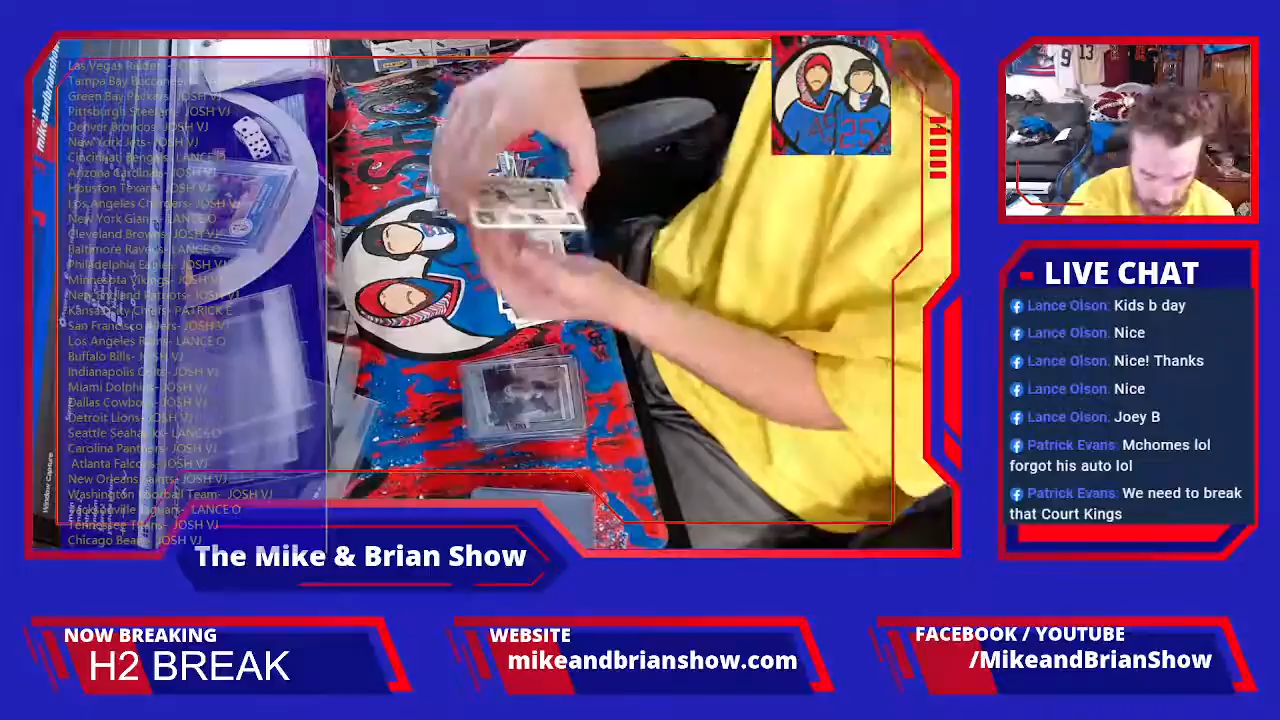 mikeandbrianshow
Las Vegas Raiders-
Tampa Bay Buccaneers-
Green Bay Packers- JOSH VJ
Pittsburgh Steelers- JOSH VJ
Denver Broncos- JOSH VJ
New York Jets- JOSH VJ
Cincinnati Bengals- LANCE O
Arizona Cardinals- JOSH VJ
Houston Texans- JOSH VJ
Los Angeles Chargers- JOSH VJ
New York Giants- LANCE O
Cleveland Browns- JOSH VJ
Baltimore Ravens- LANCE O
Philadelphia Eagles- JOSH VJ
Minnesota Vikings- JOSH VJ
New England Patriots- JOSH VJ
Kansas City Chiefs- PATRICK E
San Francisco 49ers- JOSH VJ
Los Angeles Rams- LANCE O
Buffalo Bills- JOSH VJ
Indianapolis Colts- JOSH VJ
Miami Dolphins- JOSH VJ
Dallas Cowboys- JOSH VJ
Detroit Lions- JOSH VJ
Seattle Seahawks- LANCE O
Carolina Panthers- JOSH VJ
Atlanta Falcons- JOSH VJ
New Orleans Saints- JOSH VJ
Washington Football Team- JOSH VJ
Jacksonville Jaguars- LANCE O
Tennessee Titans- JOSH VJ
Chicago Bears- JOSH VJ
Window Capture
The Mike & Brian Show
LIVE CHAT
Lance Olson: Kids b day
Lance Olson: Nice
Lance Olson: Nice! Thanks
Lance Olson: Nice
Lance Olson: Joey B
Patrick Evans: Mchomes lol
forgot his auto lol
Patrick Evans: We need to break
that Court Kings
NOW BREAKING
H2 BREAK
WEBSITE
mikeandbrianshow.com
FACEBOOK / YOUTUBE
/MikeandBrianShow